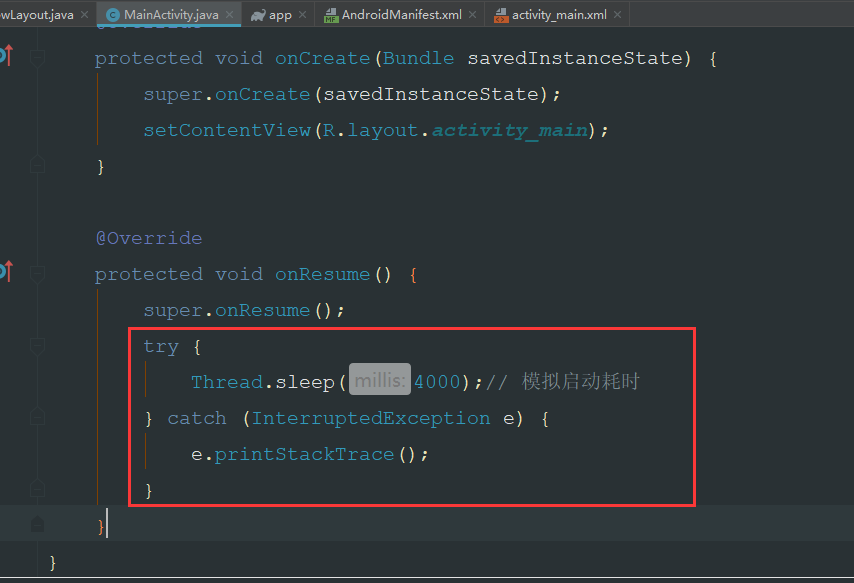 wLayout.java MainActivity.java app AndroidManifest.xml activity_main.xml
protected void onCreate(Bundle savedInstanceState) {
super.onCreate(savedInstanceState);
setContentView(R.layout.activity_main);
}
@Override
protected void onResume() {
super.onResume();
try {
Thread.sleep( millis: 4000);// 模拟启动耗时
} catch (InterruptedException e) {
e.printStackTrace();
}
}
}